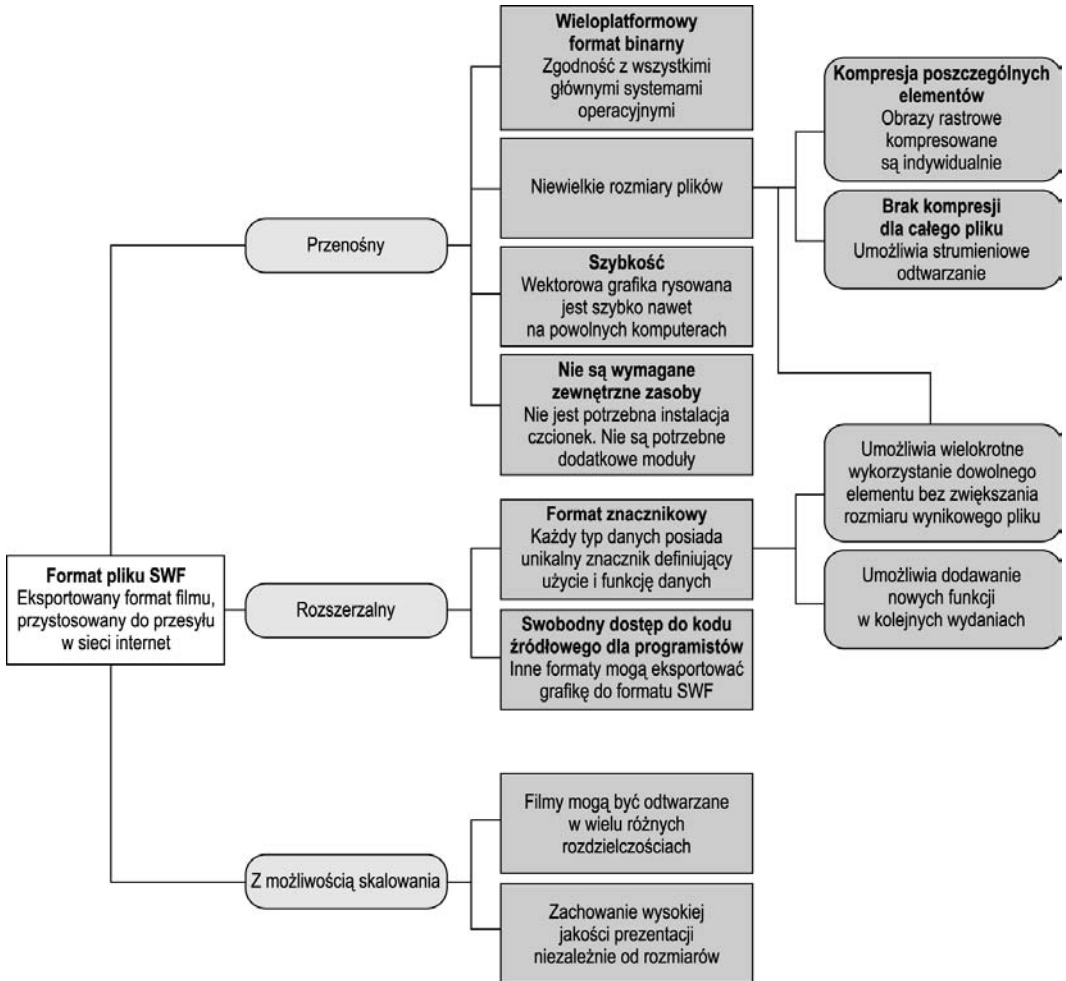 Format pliku SWF
Eksportowany format filmu,
przystosowany do przesyłu
w sieci internet
Przenośny
Wieloplatformowy
format binarny
Zgodność z wszystkimi
głównymi systemami
operacyjnymi
Niewielkie rozmiary plików
Kompresja poszczególnych
elementów
Obrazy rastrowe
kompresowane
są indywidualnie
Brak kompresji
dla całego pliku
Umożliwia strumieniowe
odtwarzanie
Szybkość
Wektorowa grafika rysowana
jest szybko nawet
na powolnych komputerach
Nie są wymagane
zewnętrzne zasoby
Nie jest potrzebna instalacja
czcionek. Nie są potrzebne
dodatkowe moduły
Rozszerzalny
Format znacznikowy
Każdy typ danych posiada
unikalny znacznik definiujący
użycie i funkcję danych
Umożliwia wielokrotne
wykorzystanie dowolnego
elementu bez zwiększania
rozmiaru wynikowego pliku
Umożliwia dodawanie
nowych funkcji
w kolejnych wydaniach
Swobodny dostęp do kodu
źródłowego dla programistów
Inne formaty mogą eksportować
grafikę do formatu SWF
Z możliwością skalowania
Filmy mogą być odtwarzane
w wielu różnych
rozdzielczościach
Zachowanie wysokiej
jakości prezentacji
niezależnie od rozmiarów